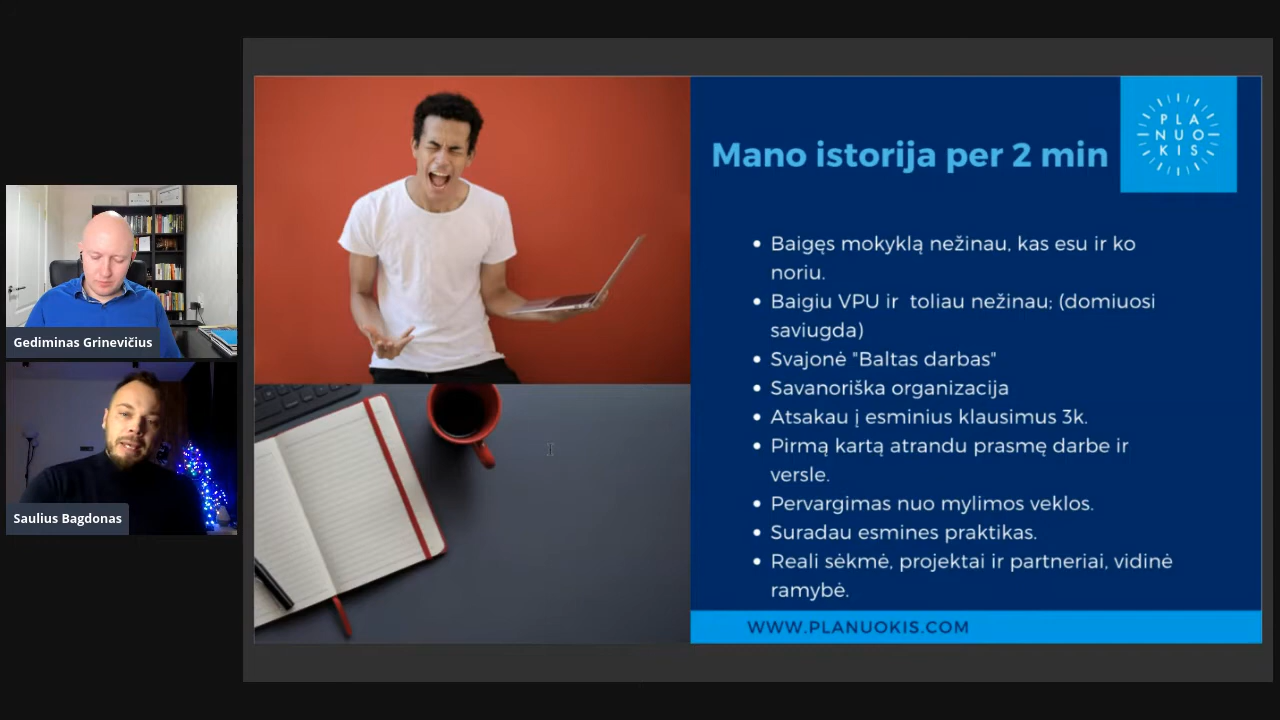 Gediminas Grinevičius
Saulius Bagdonas
Mano istorija per 2 min
PLA
NUO
KIS
Baigęs mokyklą nežinau, kas esu ir ko
noriu.
Baigiu VPU ir  toliau nežinau; (domiuosi
saviugda)
Svajonė "Baltas darbas"
Savanoriška organizacija
Atsakau į esminius klausimus 3k.
Pirmą kartą atrandu prasmę darbe ir
versle.
Pervargimas nuo mylimos veklos.
Suradau esmines praktikas.
Reali sėkmė, projektai ir partneriai, vidinė
ramybė.
WWW.PLANUOKIS.COM